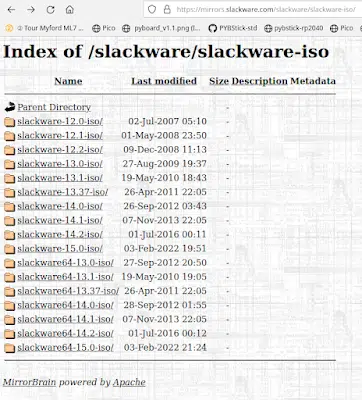 https://mirrors.slackware.com/slackware/slackware-iso/
② Tour Myford ML7 ... Pico pyboard_v1.1.png (I... PYBStick-std pybstick-rp2040 Pico
Index of /slackware/slackware-iso
Name Last modified Size Description Metadata
Parent Directory -
slackware-12.0-iso/ 02-Jul-2007 05:10 -
slackware-12.1-iso/ 01-May-2008 23:50 -
slackware-12.2-iso/ 09-Dec-2008 11:13 -
slackware-13.0-iso/ 27-Aug-2009 19:37 -
slackware-13.1-iso/ 19-May-2010 18:43 -
slackware-13.37-iso/ 26-Apr-2011 22:05 -
slackware-14.0-iso/ 26-Sep-2012 03:43 -
slackware-14.1-iso/ 07-Nov-2013 22:05 -
slackware-14.2-iso/ 01-Jul-2016 00:11 -
slackware-15.0-iso/ 03-Feb-2022 19:51 -
slackware64-13.0-iso/ 27-Sep-2012 20:50 -
slackware64-13.1-iso/ 19-May-2010 19:05 -
slackware64-13.37-iso/ 26-Apr-2011 22:05 -
slackware64-14.0-iso/ 28-Sep-2012 01:55 -
slackware64-14.1-iso/ 07-Nov-2013 22:05 -
slackware64-14.2-iso/ 01-Jul-2016 00:12 -
slackware64-15.0-iso/ 03-Feb-2022 21:24 -
MirrorBrain powered by Apache